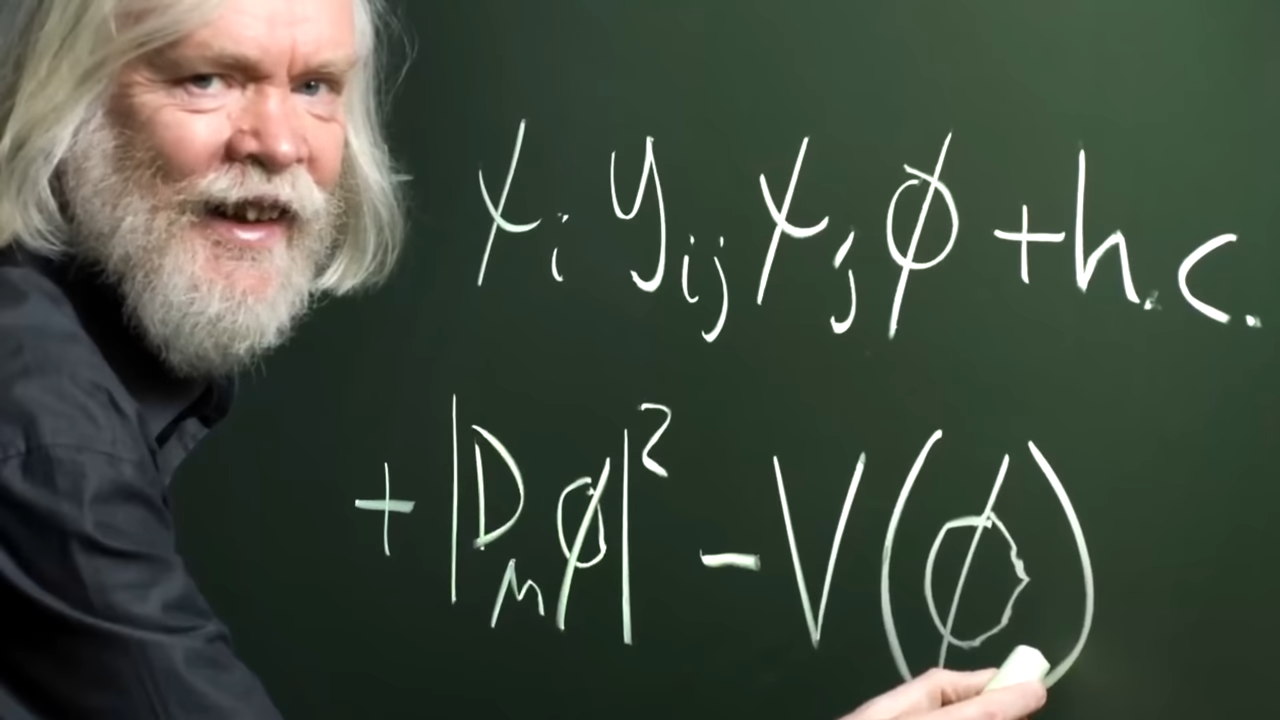 χᵢ yᵢⱼ χⱼ φ + h.c.
+ |D_μ φ|² - V(φ)